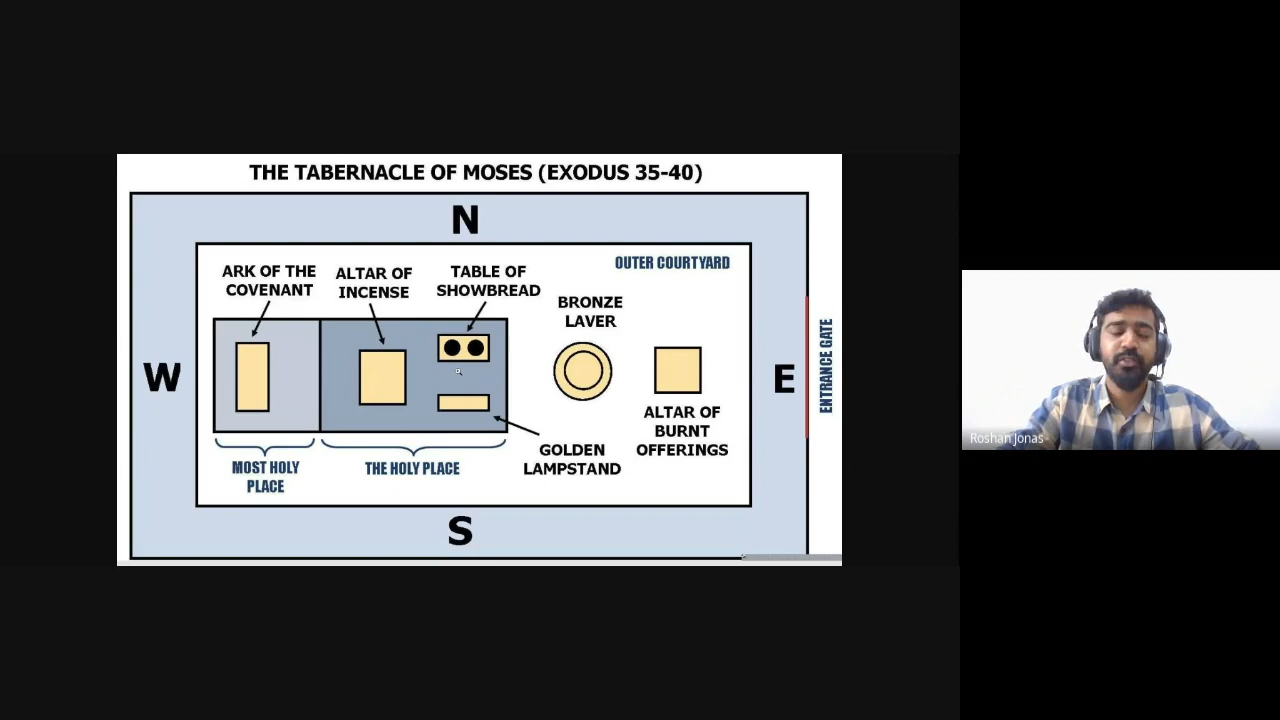 THE TABERNACLE OF MOSES (EXODUS 35-40)
N
OUTER COURTYARD
ARK OF THE
COVENANT
ALTAR OF
INCENSE
TABLE OF
SHOWBREAD
BRONZE
LAVER
W
E
ENTRANCE GATE
ALTAR OF
BURNT
OFFERINGS
GOLDEN
LAMPSTAND
MOST HOLY
PLACE
THE HOLY PLACE
S
Roshan Jonas